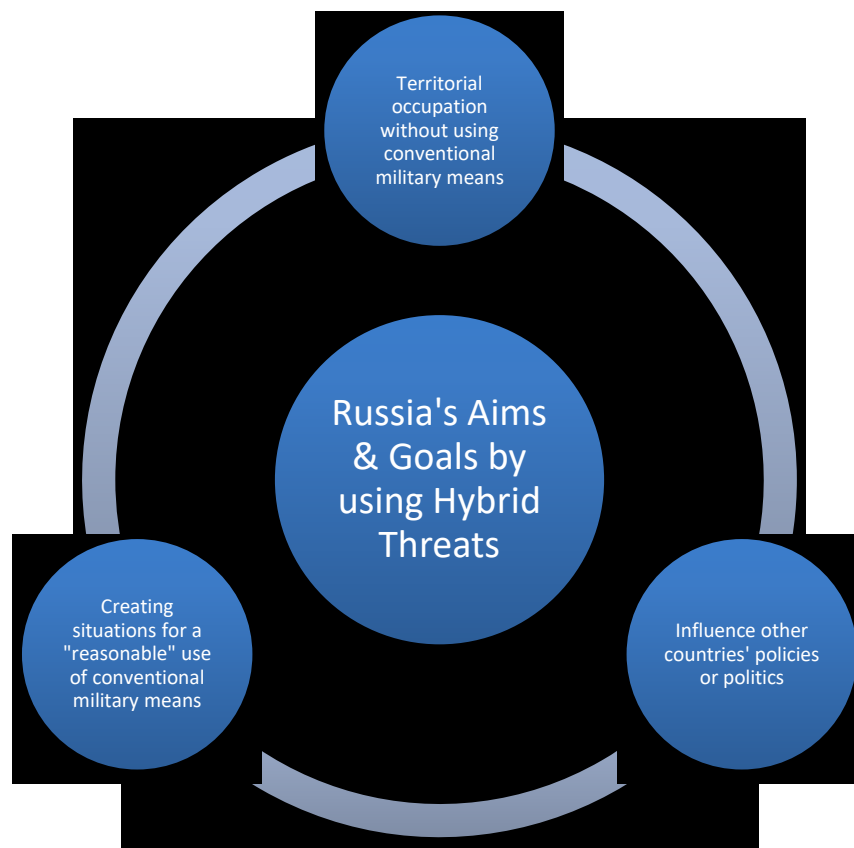 Territorial
occupation
without using
conventional
military means
Russia's Aims
& Goals by
using Hybrid
Threats
Creating
situations for a
"reasonable" use
of conventional
military means
Influence other
countries' policies
or politics